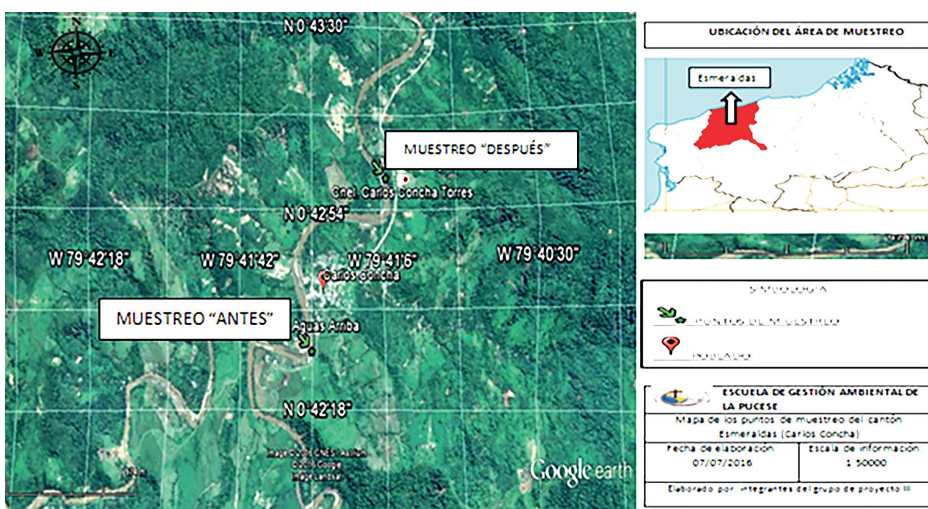 N 0°43'30"
W
E
S
MUESTREO "DESPUÉS"
Cnel. Carlos Concha Torres
N 0°42'54"
W 79°42'18"
W 79°41'42"
W 79°41'6"
W 79°40'30"
Carlos Concha
MUESTREO "ANTES"
Aguas Arriba
N 0°42'18"
© 2016 Google
Image Landsat
Google earth
UBICACIÓN DEL ÁREA DE MUESTREO
Esmeraldas
SIMBOLOGÍA
PUNTOS DE MUESTREO
POBLADO
ESCUELA DE GESTIÓN AMBIENTAL DE
LA PUCESE
Mapa de los puntos de muestreo del cantón
Esmeraldas (Carlos Concha)
Fecha de elaboración:
07/07/2016
Escala de información:
1:50000
Elaborado por: integrantes del grupo de proyecto III